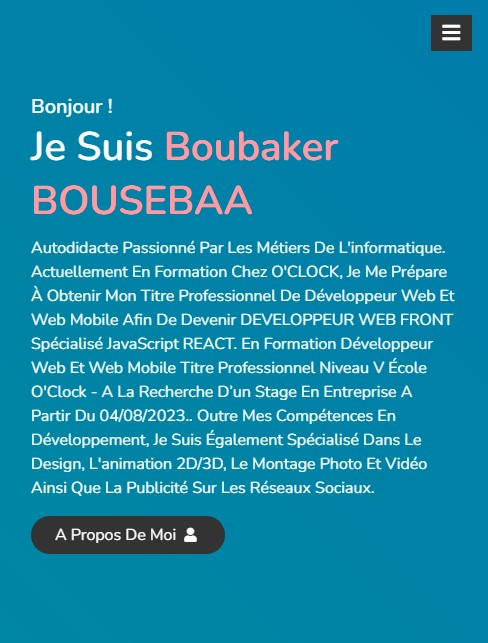 Bonjour !
Je Suis Boubaker
BOUSEBAA
Autodidacte Passionné Par Les Métiers De L'informatique.
Actuellement En Formation Chez O'CLOCK, Je Me Prépare
À Obtenir Mon Titre Professionnel De Développeur Web Et
Web Mobile Afin De Devenir DEVELOPPEUR WEB FRONT
Spécialisé JavaScript REACT. En Formation Développeur
Web Et Web Mobile Titre Professionnel Niveau V École
O'Clock - A La Recherche D'un Stage En Entreprise A
Partir Du 04/08/2023.. Outre Mes Compétences En
Développement, Je Suis Également Spécialisé Dans Le
Design, L'animation 2D/3D, Le Montage Photo Et Vidéo
Ainsi Que La Publicité Sur Les Réseaux Sociaux.
A Propos De Moi